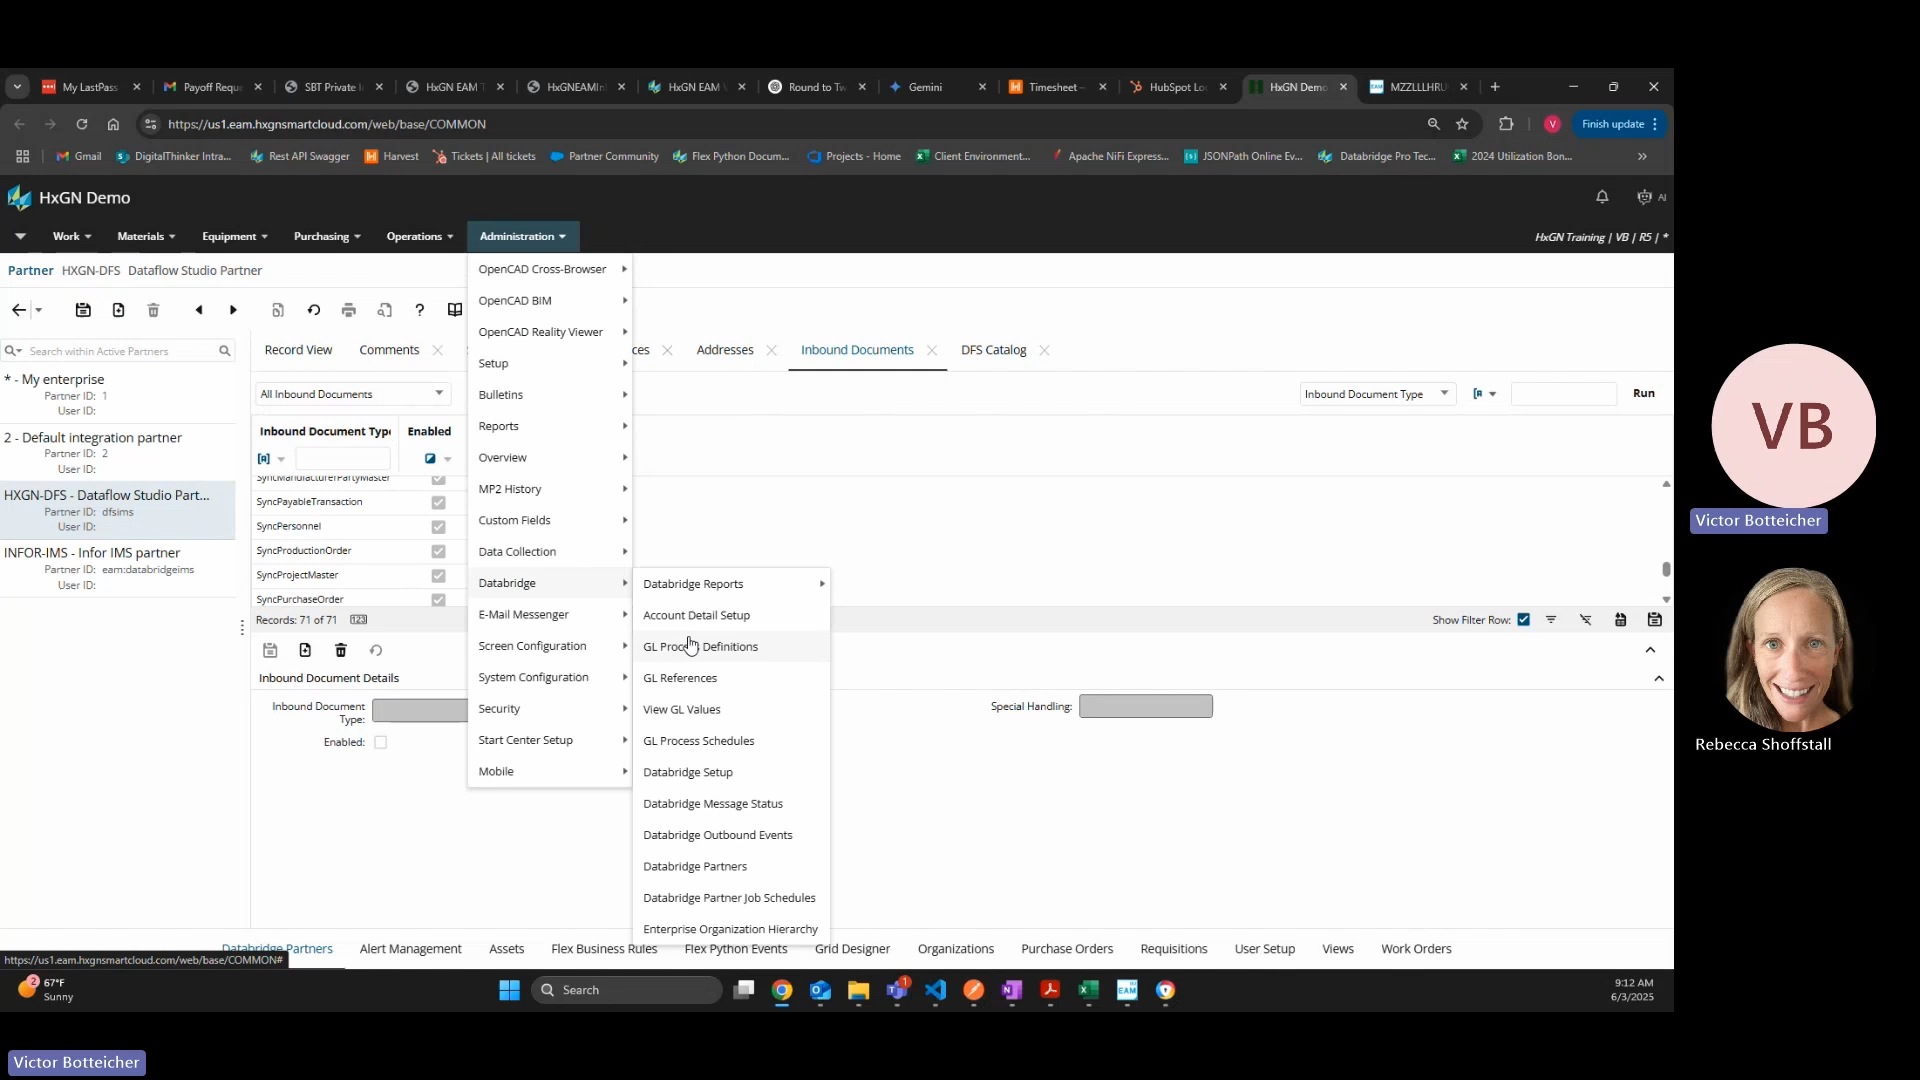 My LastPass
Payoff Requ
SBT Private I
HxGN EAM T
HxGNEAMIn
HxGN EAM V
Round to Tw
Gemini
Timesheet –
HubSpot Lo
HxGN Demo
MZZLLLHRU
https://us1.eam.hxgnsmartcloud.com/web/base/COMMON
V
Finish update
Gmail
DigitalThinker Intra...
Rest API Swagger
Harvest
Tickets | All tickets
Partner Community
Flex Python Docum...
Projects - Home
Client Environment...
Apache NiFi Express...
JSONPath Online Ev...
Databridge Pro Tec...
2024 Utilization Bon...
HxGN Demo
AI
Work
Materials
Equipment
Purchasing
Operations
Administration
HxGN Training | VB | R5 | *
Partner HXGN-DFS Dataflow Studio Partner
Search within Active Partners
* - My enterprise
Partner ID: 1
User ID:
2 - Default integration partner
Partner ID: 2
User ID:
HXGN-DFS - Dataflow Studio Part...
Partner ID: dfsims
User ID:
INFOR-IMS - Infor IMS partner
Partner ID: eam:databridgeims
User ID:
Record View
Comments
ces
Addresses
Inbound Documents
DFS Catalog
All Inbound Documents
Inbound Document Type
Run
Inbound Document Type
Enabled
SyncManufacturerPartyMaster
SyncPayableTransaction
SyncPersonnel
SyncProductionOrder
SyncProjectMaster
SyncPurchaseOrder
Records: 71 of 71
123
Show Filter Row:
Inbound Document Details
Inbound Document Type:
Special Handling:
Enabled:
OpenCAD Cross-Browser
OpenCAD BIM
OpenCAD Reality Viewer
Setup
Bulletins
Reports
Overview
MP2 History
Custom Fields
Data Collection
Databridge
E-Mail Messenger
Screen Configuration
System Configuration
Security
Start Center Setup
Mobile
Databridge Reports
Account Detail Setup
GL Process Definitions
GL References
View GL Values
GL Process Schedules
Databridge Setup
Databridge Message Status
Databridge Outbound Events
Databridge Partners
Databridge Partner Job Schedules
Enterprise Organization Hierarchy
Databridge Partners
Alert Management
Assets
Flex Business Rules
Flex Python Events
Grid Designer
Organizations
Purchase Orders
Requisitions
User Setup
Views
Work Orders
https://us1.eam.hxgnsmartcloud.com/web/base/COMMON#
2
67°F
Sunny
Search
1
EAM
9:12 AM
6/3/2025
VB
Victor Botteicher
Rebecca Shoffstall
Victor Botteicher